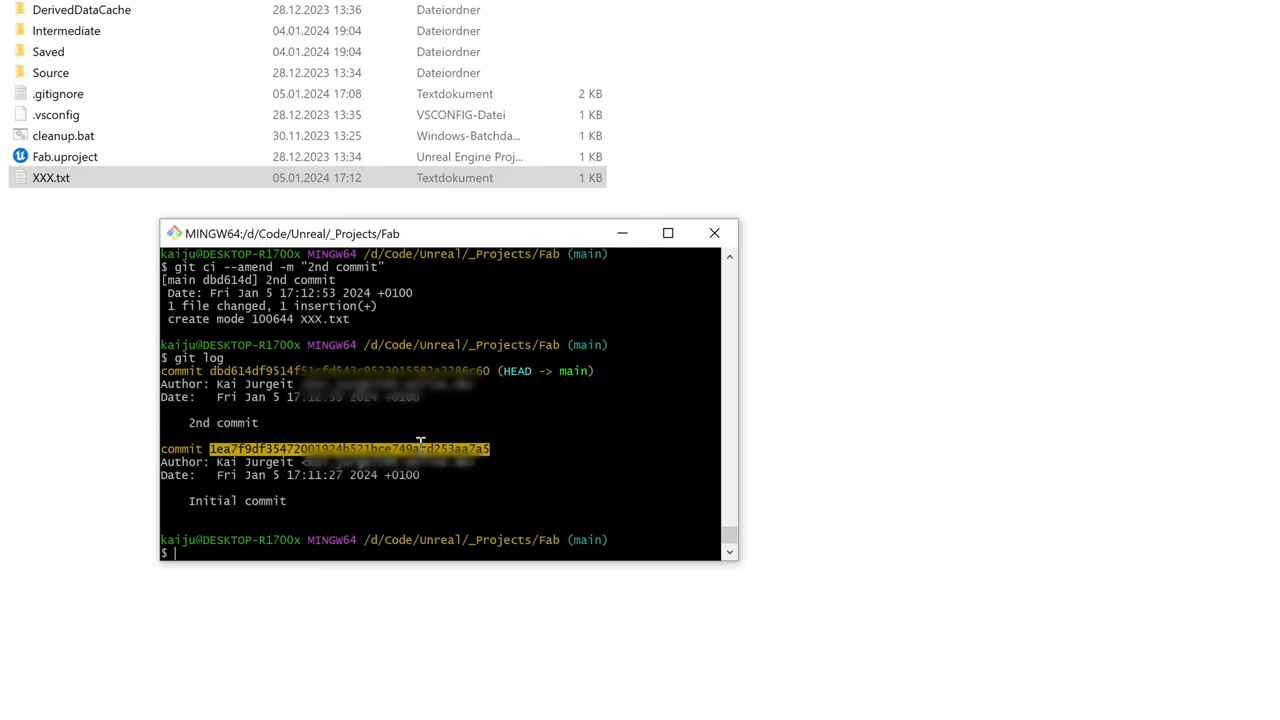 DerivedDataCache 28.12.2023 13:36 Dateiordner
Intermediate 04.01.2024 19:04 Dateiordner
Saved 04.01.2024 19:04 Dateiordner
Source 28.12.2023 13:34 Dateiordner
.gitignore 05.01.2024 17:08 Textdokument 2 KB
.vsconfig 28.12.2023 13:35 VSCONFIG-Datei 1 KB
cleanup.bat 30.11.2023 13:25 Windows-Batchda... 1 KB
Fab.uproject 28.12.2023 13:34 Unreal Engine Proj... 1 KB
XXX.txt 05.01.2024 17:12 Textdokument 1 KB
MINGW64:/d/Code/Unreal/_Projects/Fab
kaiju@DESKTOP-R1700x MINGW64 /d/Code/Unreal/_Projects/Fab (main)
$ git ci --amend -m "2nd commit"
[main dbd614d] 2nd commit
Date: Fri Jan 5 17:12:53 2024 +0100
1 file changed, 1 insertion(+)
create mode 100644 XXX.txt
kaiju@DESKTOP-R1700x MINGW64 /d/Code/Unreal/_Projects/Fab (main)
$ git log
commit (HEAD -> main)
Author: Kai Jurgeit
Date: Fri Jan 5 2024 +0100
2nd commit
commit
Author: Kai Jurgeit
Date: Fri Jan 5 17:11:27 2024 +0100
Initial commit
kaiju@DESKTOP-R1700x MINGW64 /d/Code/Unreal/_Projects/Fab (main)
$